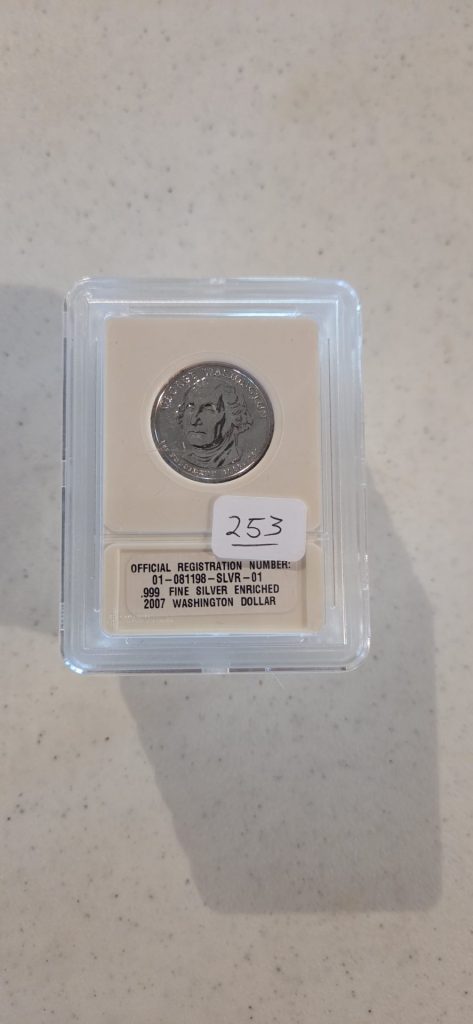 GEORGE WASHINGTON
253
OFFICIAL REGISTRATION NUMBER:
01-081198-SLVR-01
.999 FINE SILVER ENRICHED
2007 WASHINGTON DOLLAR